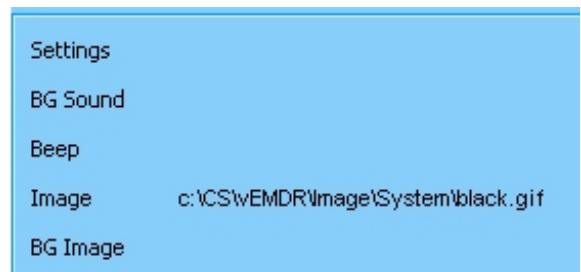 Settings
BG Sound
Beep
Image c:\CS\vEMDR\Image\System\black.gif
BG Image